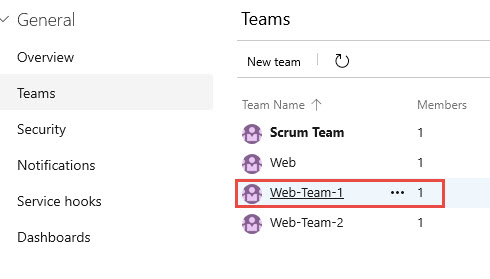 General
Overview
Teams
Security
Notifications
Service hooks
Dashboards
Teams
New team
Team Name ↑ Members
Scrum Team 1
Web 1
Web-Team-1 ••• 1
Web-Team-2 1